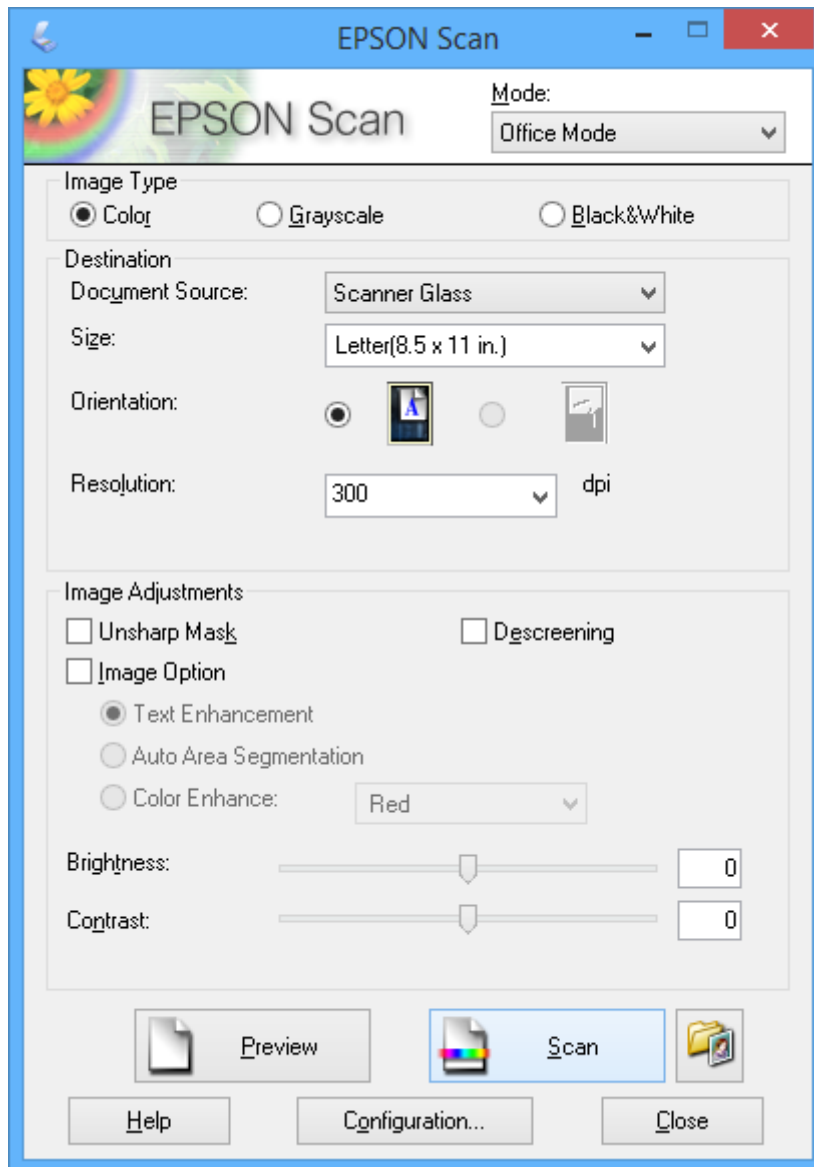 EPSON Scan
EPSON Scan
Mode:
Office Mode
Image Type
Color Grayscale Black&White
Destination
Document Source: Scanner Glass
Size: Letter(8.5 x 11 in.)
Orientation: A
Resolution: 300 dpi
Image Adjustments
Unsharp Mask Descreening
Image Option
Text Enhancement
Auto Area Segmentation
Color Enhance: Red
Brightness: 0
Contrast: 0
Preview Scan
Help Configuration... Close